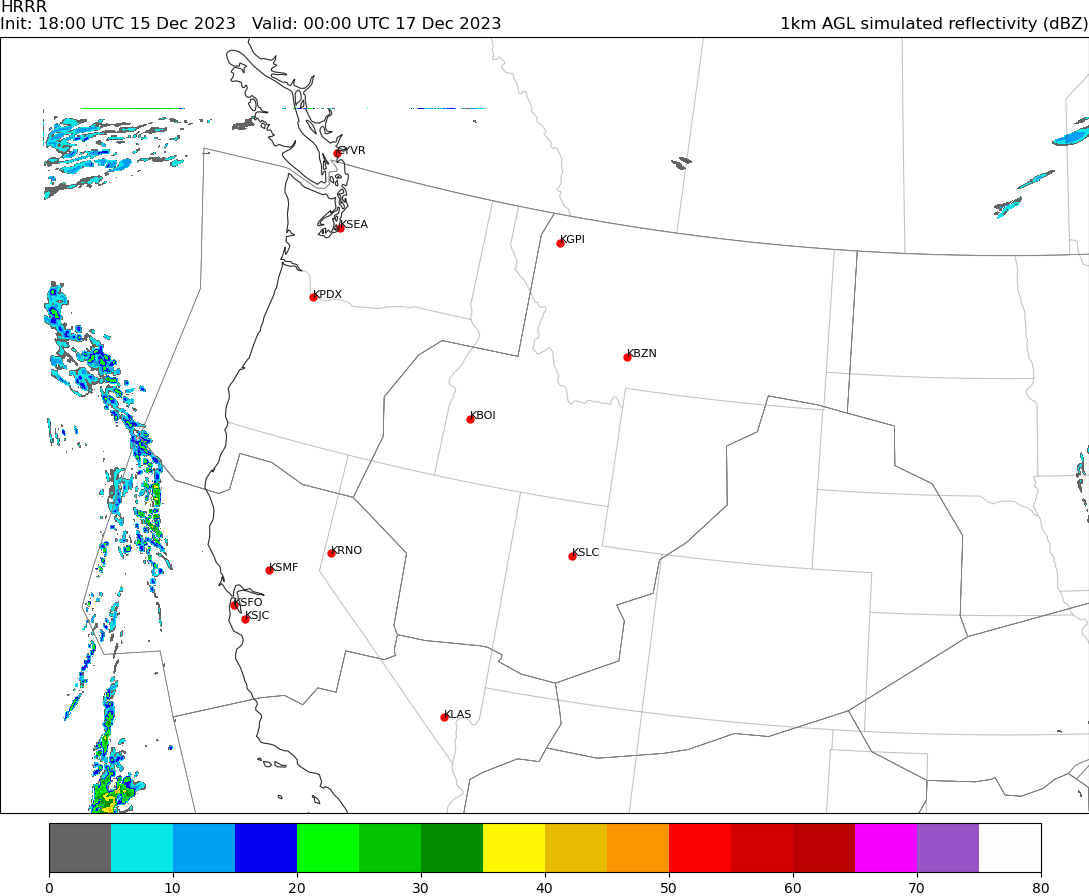 HRRR
Init: 18:00 UTC 15 Dec 2023   Valid: 00:00 UTC 17 Dec 2023
1km AGL simulated reflectivity (dBZ)
CYVR
KSEA
KGPI
KPDX
KBZN
KBOI
KRNO
KSLC
KSMF
KSFO
KSJC
KLAS
0 10 20 30 40 50 60 70 80